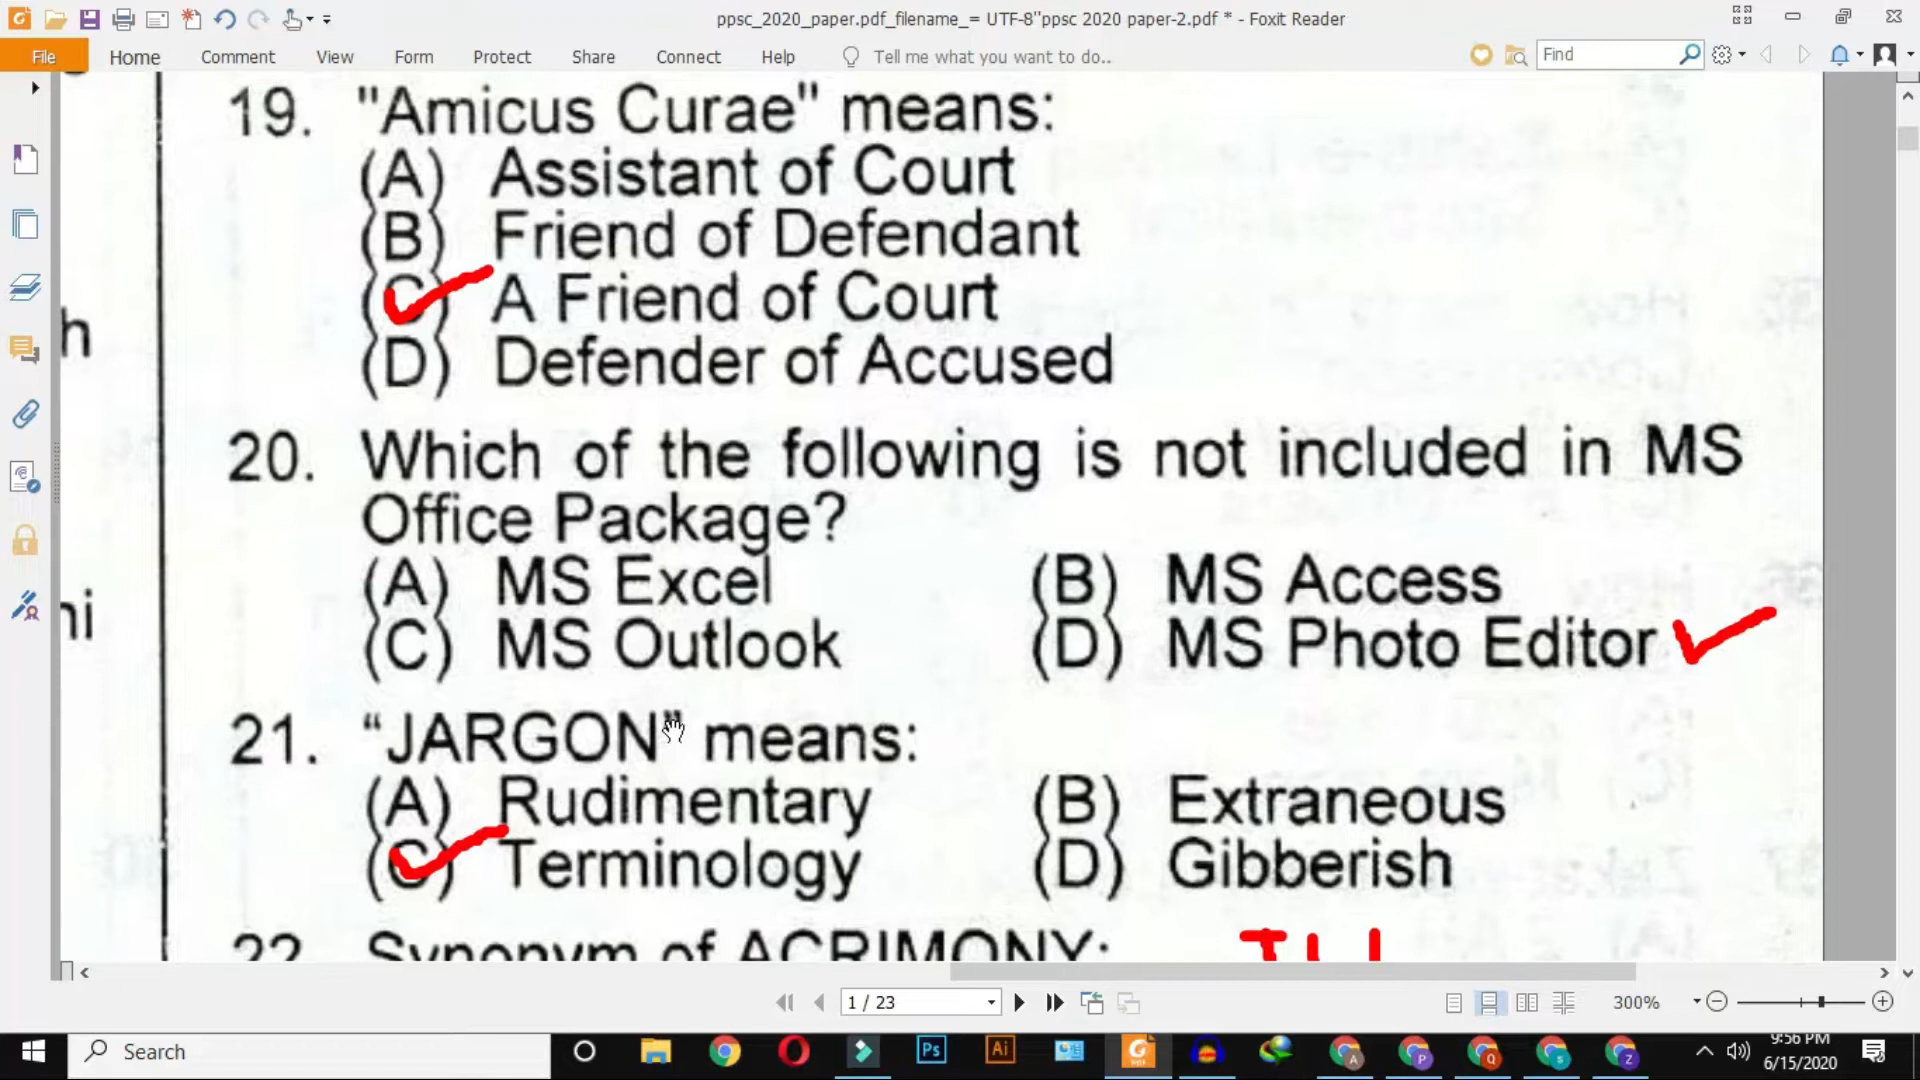 ppsc_2020_paper.pdf_filename_= UTF-8''ppsc 2020 paper-2.pdf * - Foxit Reader
File Home Comment View Form Protect Share Connect Help Tell me what you want to do.. Find
19. "Amicus Curae" means:
(A) Assistant of Court
(B) Friend of Defendant
(C) A Friend of Court
(D) Defender of Accused
20. Which of the following is not included in MS
Office Package?
(A) MS Excel (B) MS Access
(C) MS Outlook (D) MS Photo Editor
21. “JARGON” means:
(A) Rudimentary (B) Extraneous
(C) Terminology (D) Gibberish
22 Synonym of ACRIMONY:
h
ni
1 / 23 300%
Search
Ps Ai A P Q S Z
9:56 PM
6/15/2020